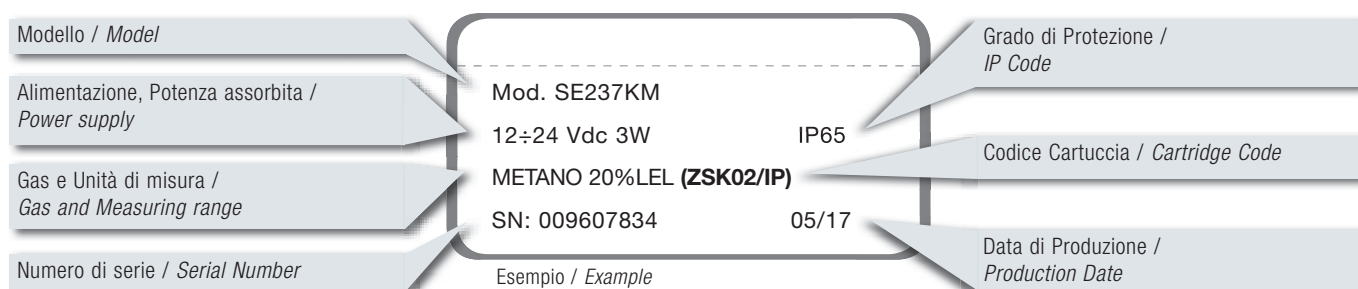 Modello / Model
Alimentazione, Potenza assorbita /
Power supply
Gas e Unità di misura /
Gas and Measuring range
Numero di serie / Serial Number
Mod. SE237KM
12÷24 Vdc 3W IP65
METANO 20%LEL (ZSK02/IP)
SN: 009607834 05/17
Esempio / Example
Grado di Protezione /
IP Code
Codice Cartuccia / Cartridge Code
Data di Produzione /
Production Date